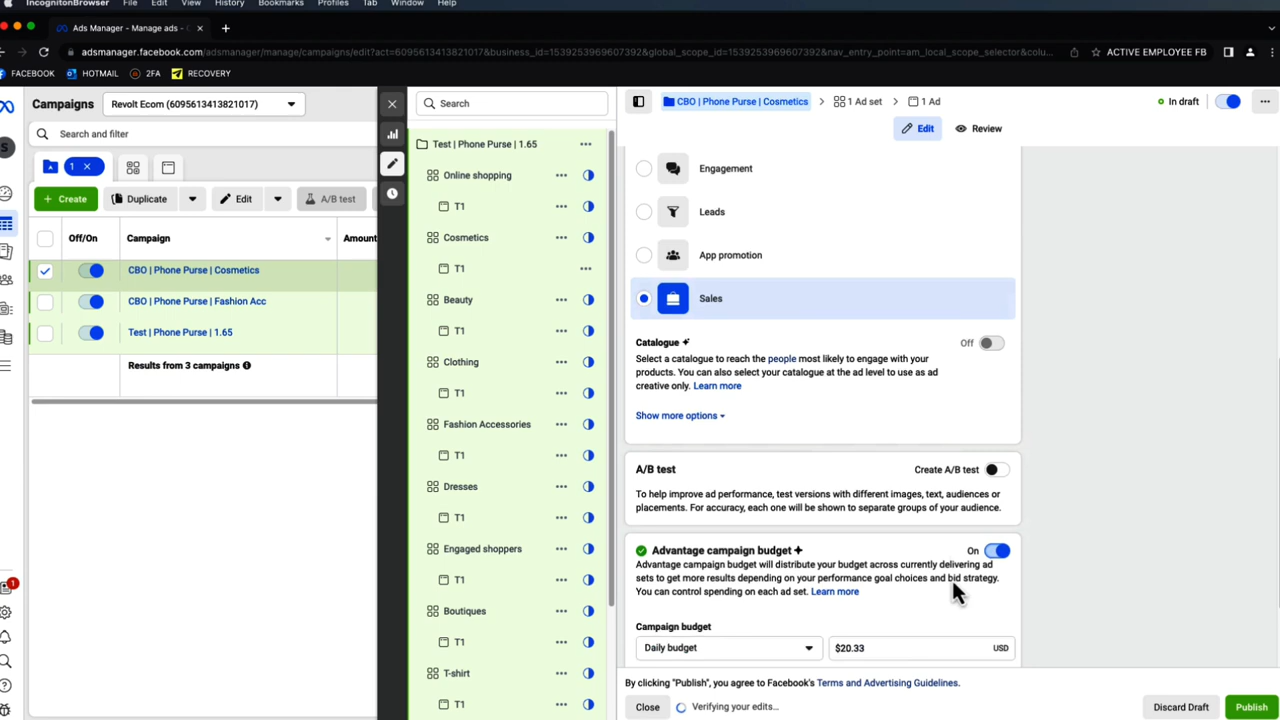 IncognitonBrowser File Edit View History Bookmarks Profiles Tab Window Help
Ads Manager - Manage ads -
adsmanager.facebook.com/adsmanager/manage/campaigns/edit?act=6095613413821017&business_id=1539253969607392&global_scope_id=1539253969607392&nav_entry_point=am_local_scope_selector&colu...
ACTIVE EMPLOYEE FB
FACEBOOK HOTMAIL 2FA RECOVERY
Campaigns
Revolt Ecom (6095613413821017)
Search and filter
1
Create
Duplicate
Edit
A/B test
Off/On
Campaign
Amount
CBO | Phone Purse | Cosmetics
CBO | Phone Purse | Fashion Acc
Test | Phone Purse | 1.65
Results from 3 campaigns
S
1
Search
Test | Phone Purse | 1.65
Online shopping
T1
Cosmetics
T1
Beauty
T1
Clothing
T1
Fashion Accessories
T1
Dresses
T1
Engaged shoppers
T1
Boutiques
T1
T-shirt
T1
CBO | Phone Purse | Cosmetics
1 Ad set
1 Ad
In draft
Edit
Review
Engagement
Leads
App promotion
Sales
Catalogue
Off
Select a catalogue to reach the people most likely to engage with your
products. You can also select your catalogue at the ad level to use as ad
creative only. Learn more
Show more options
A/B test
Create A/B test
To help improve ad performance, test versions with different images, text, audiences or
placements. For accuracy, each one will be shown to separate groups of your audience.
Advantage campaign budget
On
Advantage campaign budget will distribute your budget across currently delivering ad
sets to get more results depending on your performance goal choices and bid strategy.
You can control spending on each ad set. Learn more
Campaign budget
Daily budget
$20.33
USD
By clicking "Publish", you agree to Facebook's Terms and Advertising Guidelines.
Close
Verifying your edits...
Discard Draft
Publish